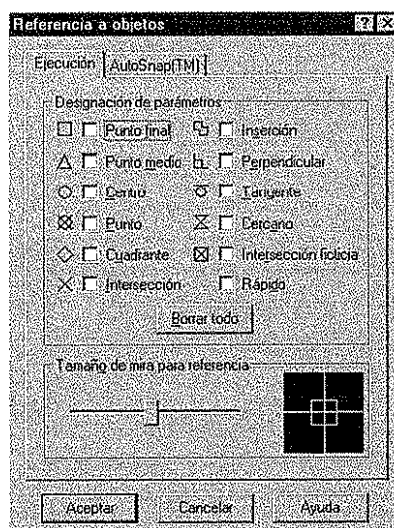 Referencia a objetos
Ejecución AutoSnap(TM)
Designación de parámetros
Punto final Inserción
Punto medio Perpendicular
Centro Tangente
Punto Cercano
Cuadrante Intersección ficticia
Intersección Rápido
Borrar todo
Tamaño de mira para referencia
Aceptar Cancelar Ayuda